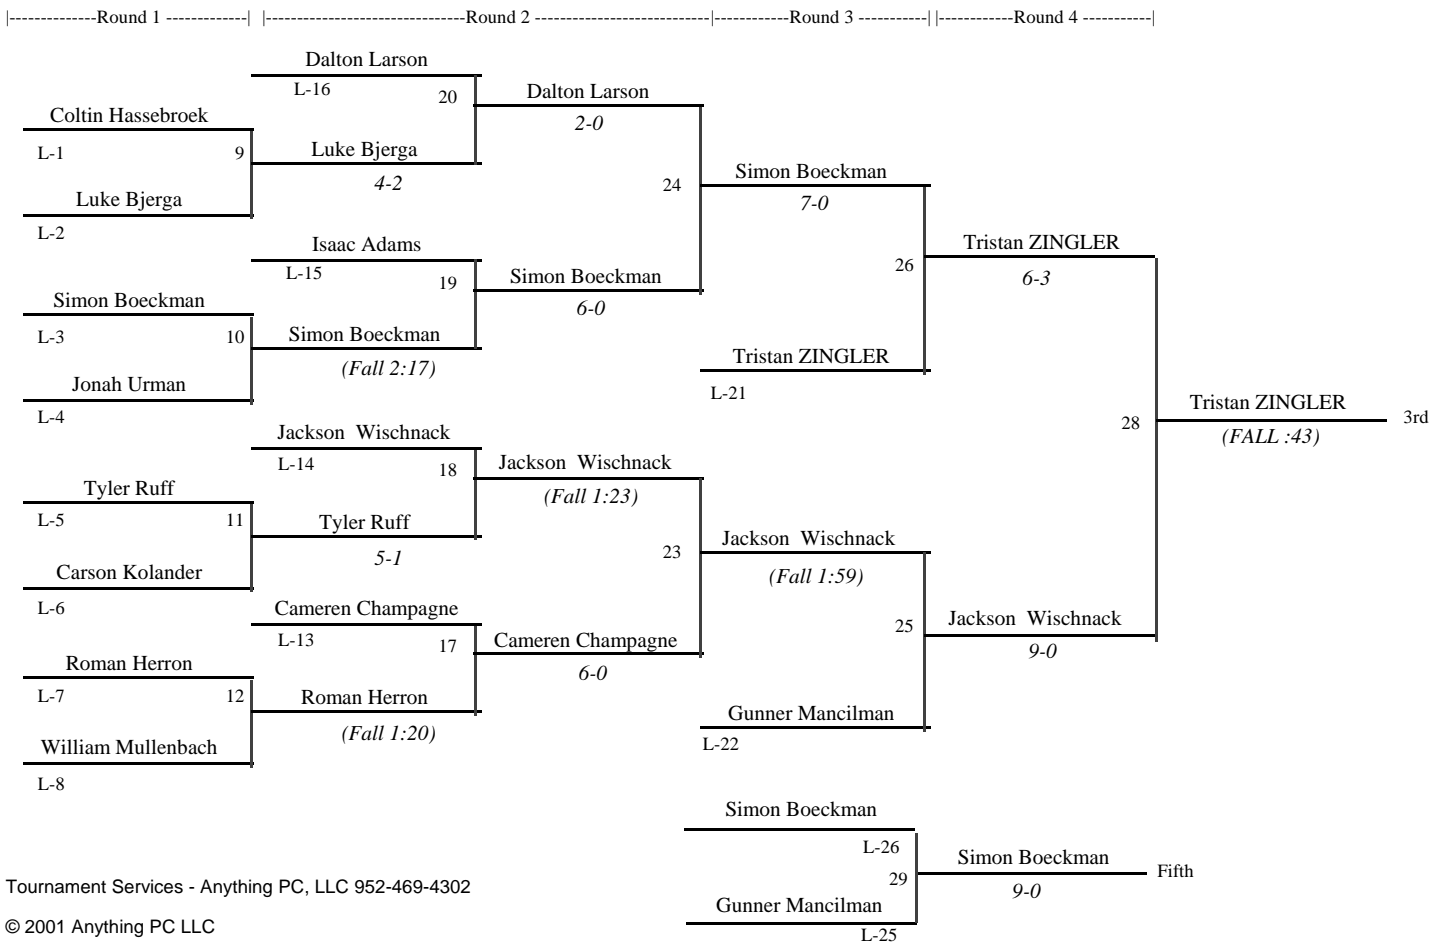 |-------------Round 1 -------------| |-------------------------------Round 2 ---------------------------|------------Round 3 -----------| |------------Round 4 -----------|
Dalton Larson
L-16
20
Dalton Larson
2-0
Coltin Hassebroek
L-1
9
Luke Bjerga
4-2
Luke Bjerga
L-2
24
Simon Boeckman
7-0
Isaac Adams
L-15
19
Simon Boeckman
6-0
Simon Boeckman
L-3
10
Simon Boeckman
(Fall 2:17)
Jonah Urman
L-4
26
Tristan ZINGLER
6-3
Tristan ZINGLER
L-21
Jackson  Wischnack
L-14
18
Jackson  Wischnack
(Fall 1:23)
Tyler Ruff
L-5
11
Tyler Ruff
5-1
Carson Kolander
L-6
28
Tristan ZINGLER
3rd
(FALL :43)
23
Jackson  Wischnack
(Fall 1:59)
Cameren Champagne
L-13
17
Cameren Champagne
6-0
Roman Herron
L-7
12
Roman Herron
(Fall 1:20)
William Mullenbach
L-8
25
Jackson  Wischnack
9-0
Gunner Mancilman
L-22
Simon Boeckman
L-26
29
Simon Boeckman
Fifth
9-0
Gunner Mancilman
L-25
Tournament Services - Anything PC, LLC 952-469-4302
© 2001 Anything PC LLC